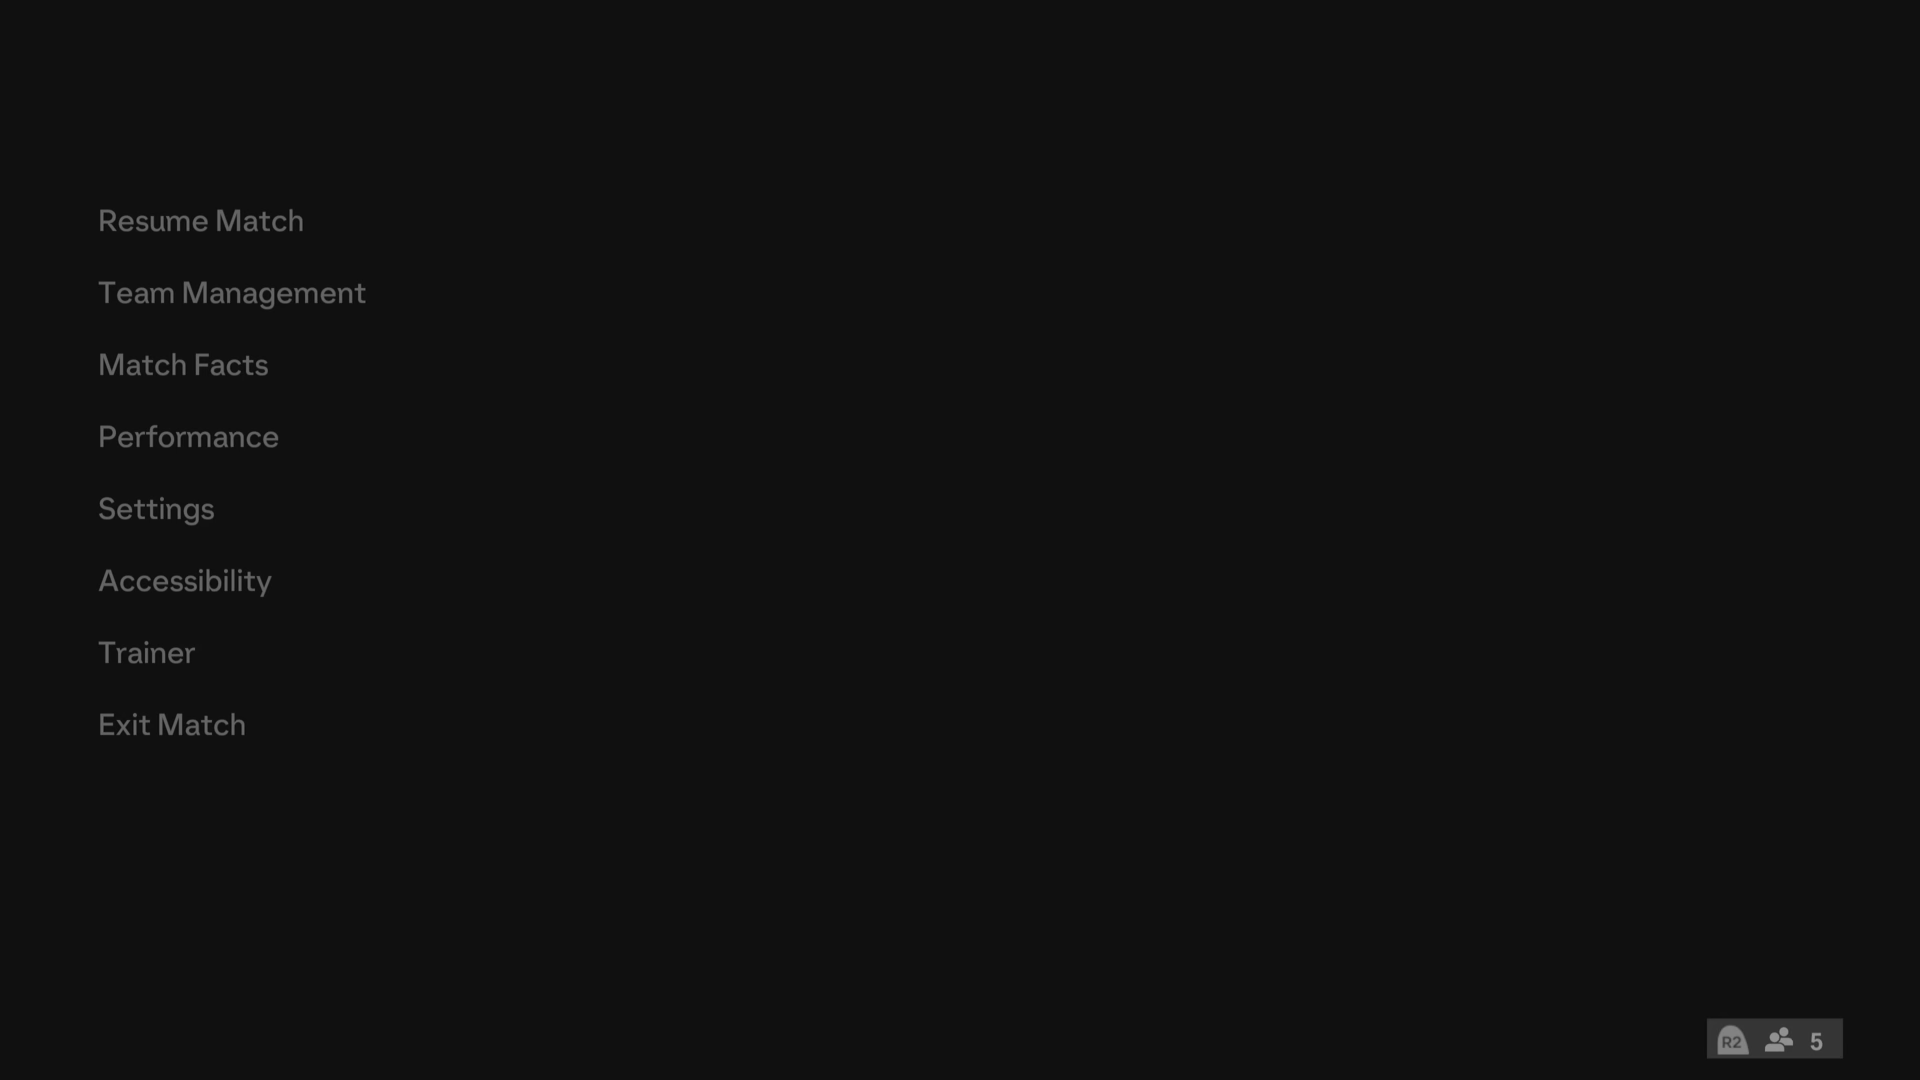 Resume Match
Team Management
Match Facts
Performance
Settings
Accessibility
Trainer
Exit Match
R2 5